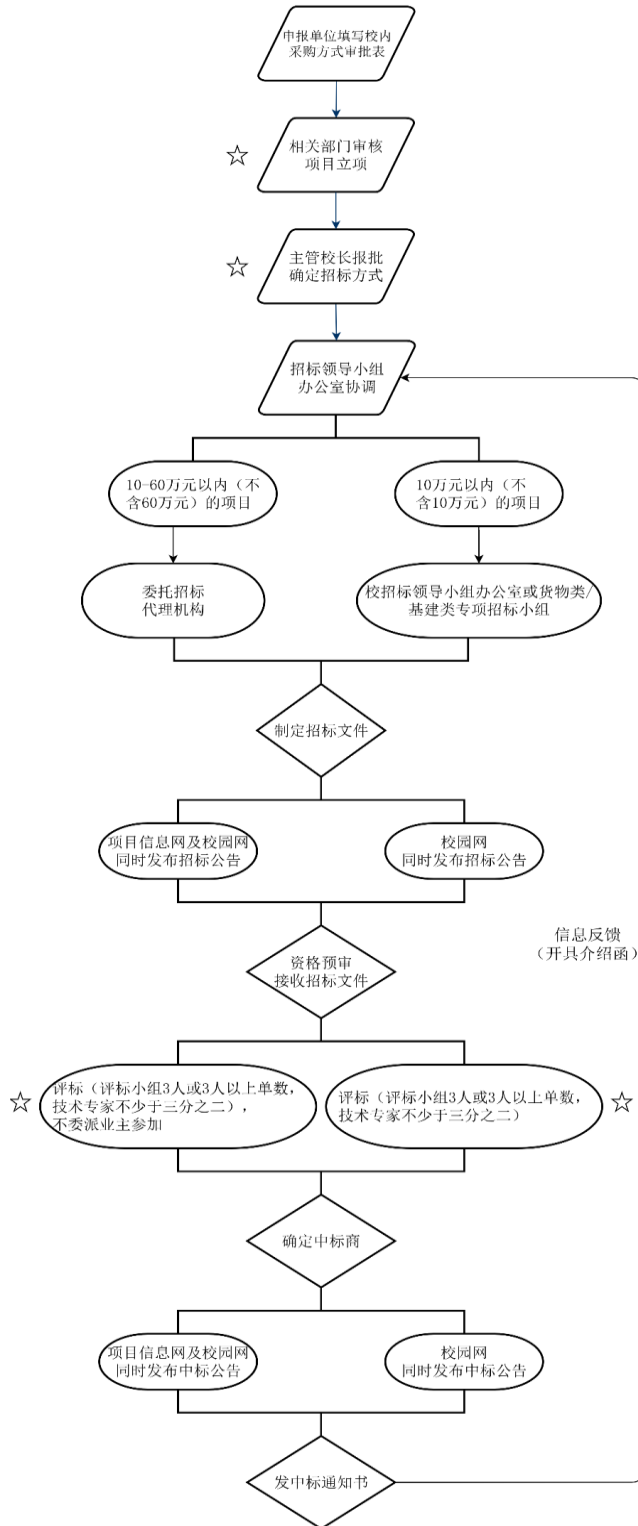 申报单位填写校内
采购方式审批表
相关部门审核
项目立项
主管校长报批
确定招标方式
招标领导小组
办公室协调
10-60万元以内（不
含60万元）的项目
10万元以内（不
含10万元）的项目
委托招标
代理机构
校招标领导小组办公室或货物类/
基建类专项招标小组
制定招标文件
项目信息网及校园网
同时发布招标公告
校园网
同时发布招标公告
信息反馈
（开具介绍函）
资格预审
接收招标文件
评标（评标小组3人或3人以上单数，
技术专家不少于三分之二），
不委派业主参加
评标（评标小组3人或3人以上单数，
技术专家不少于三分之二）
确定中标商
项目信息网及校园网
同时发布中标公告
校园网
同时发布中标公告
发中标通知书